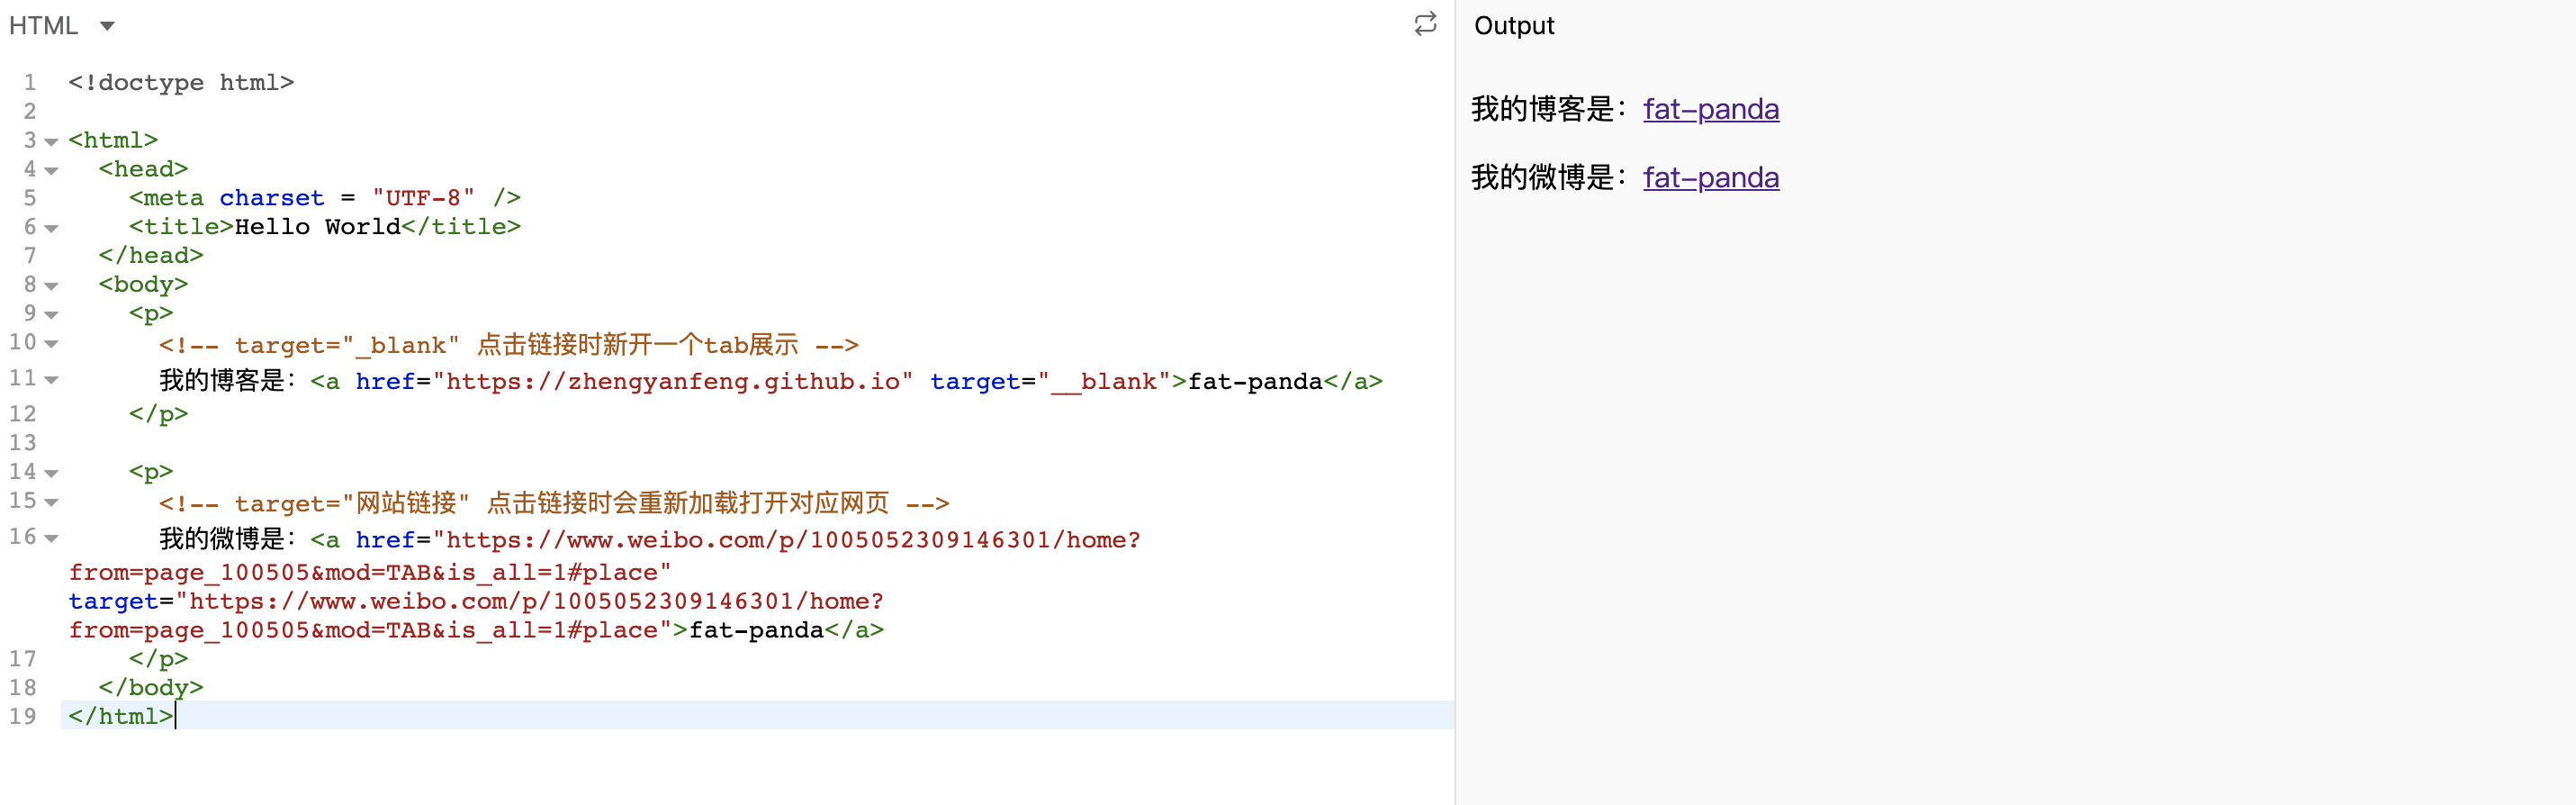 HTML
Output
1 <!doctype html>
2
3 <html>
4 <head>
5 <meta charset = "UTF-8" />
6 <title>Hello World</title>
7 </head>
8 <body>
9 <p>
10 <!-- target="_blank" 点击链接时新开一个tab展示 -->
11 我的博客是：<a href="https://zhengyanfeng.github.io" target="__blank">fat-panda</a>
12 </p>
13
14 <p>
15 <!-- target="网站链接" 点击链接时会重新加载打开对应网页 -->
16 我的微博是：<a href="https://www.weibo.com/p/1005052309146301/home?
from=page_100505&mod=TAB&is_all=1#place"
target="https://www.weibo.com/p/1005052309146301/home?
from=page_100505&mod=TAB&is_all=1#place">fat-panda</a>
17 </p>
18 </body>
19 </html>
我的博客是：fat-panda
我的微博是：fat-panda